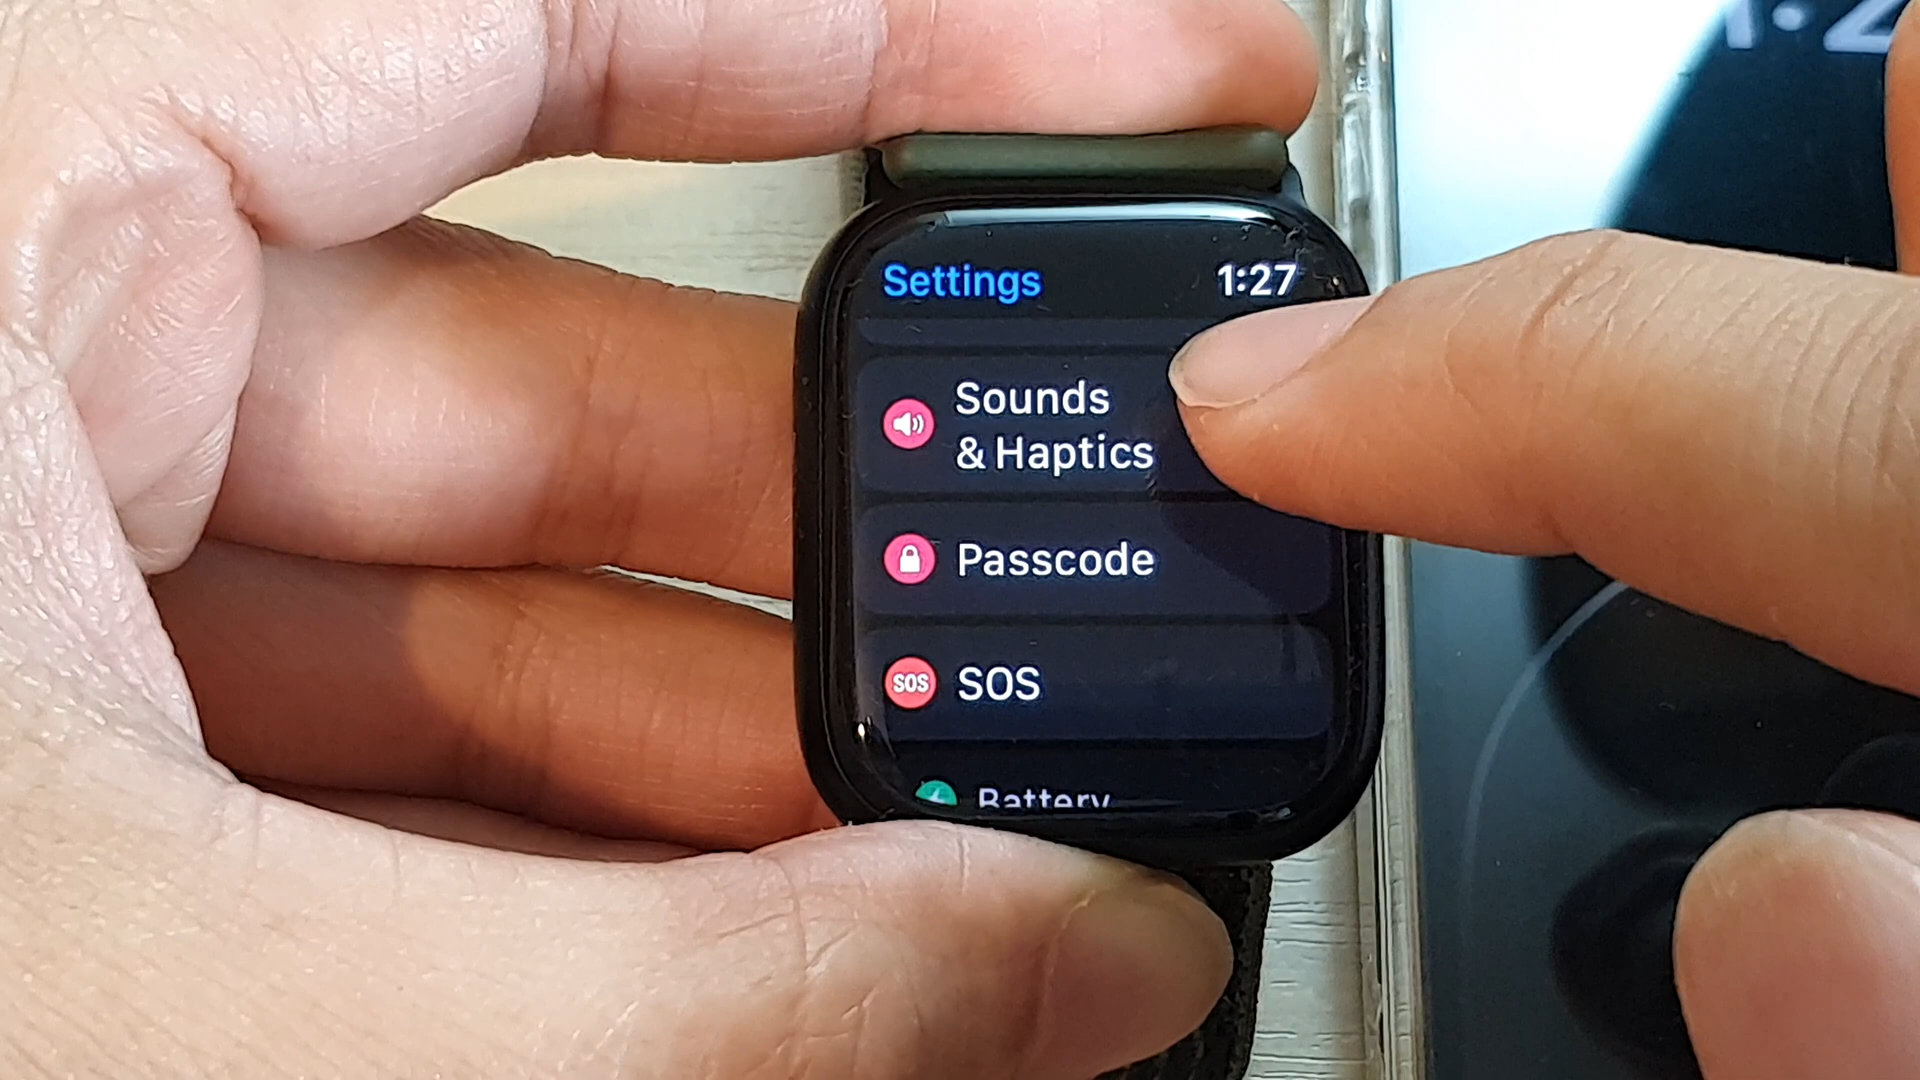 Settings 1:27
Sounds
& Haptics
Passcode
SOS SOS
Battery